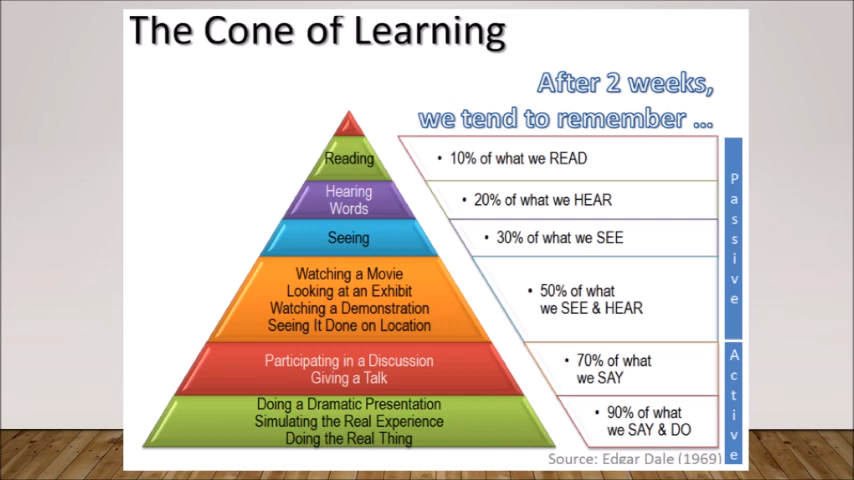 The Cone of Learning
After 2 weeks,
we tend to remember ...
Reading
• 10% of what we READ
Hearing
Words
• 20% of what we HEAR
Seeing
• 30% of what we SEE
Watching a Movie
Looking at an Exhibit
Watching a Demonstration
Seeing It Done on Location
• 50% of what
we SEE & HEAR
Passive
Participating in a Discussion
Giving a Talk
• 70% of what
we SAY
Doing a Dramatic Presentation
Simulating the Real Experience
Doing the Real Thing
• 90% of what
we SAY & DO
Active
Source: Edgar Dale (1969)